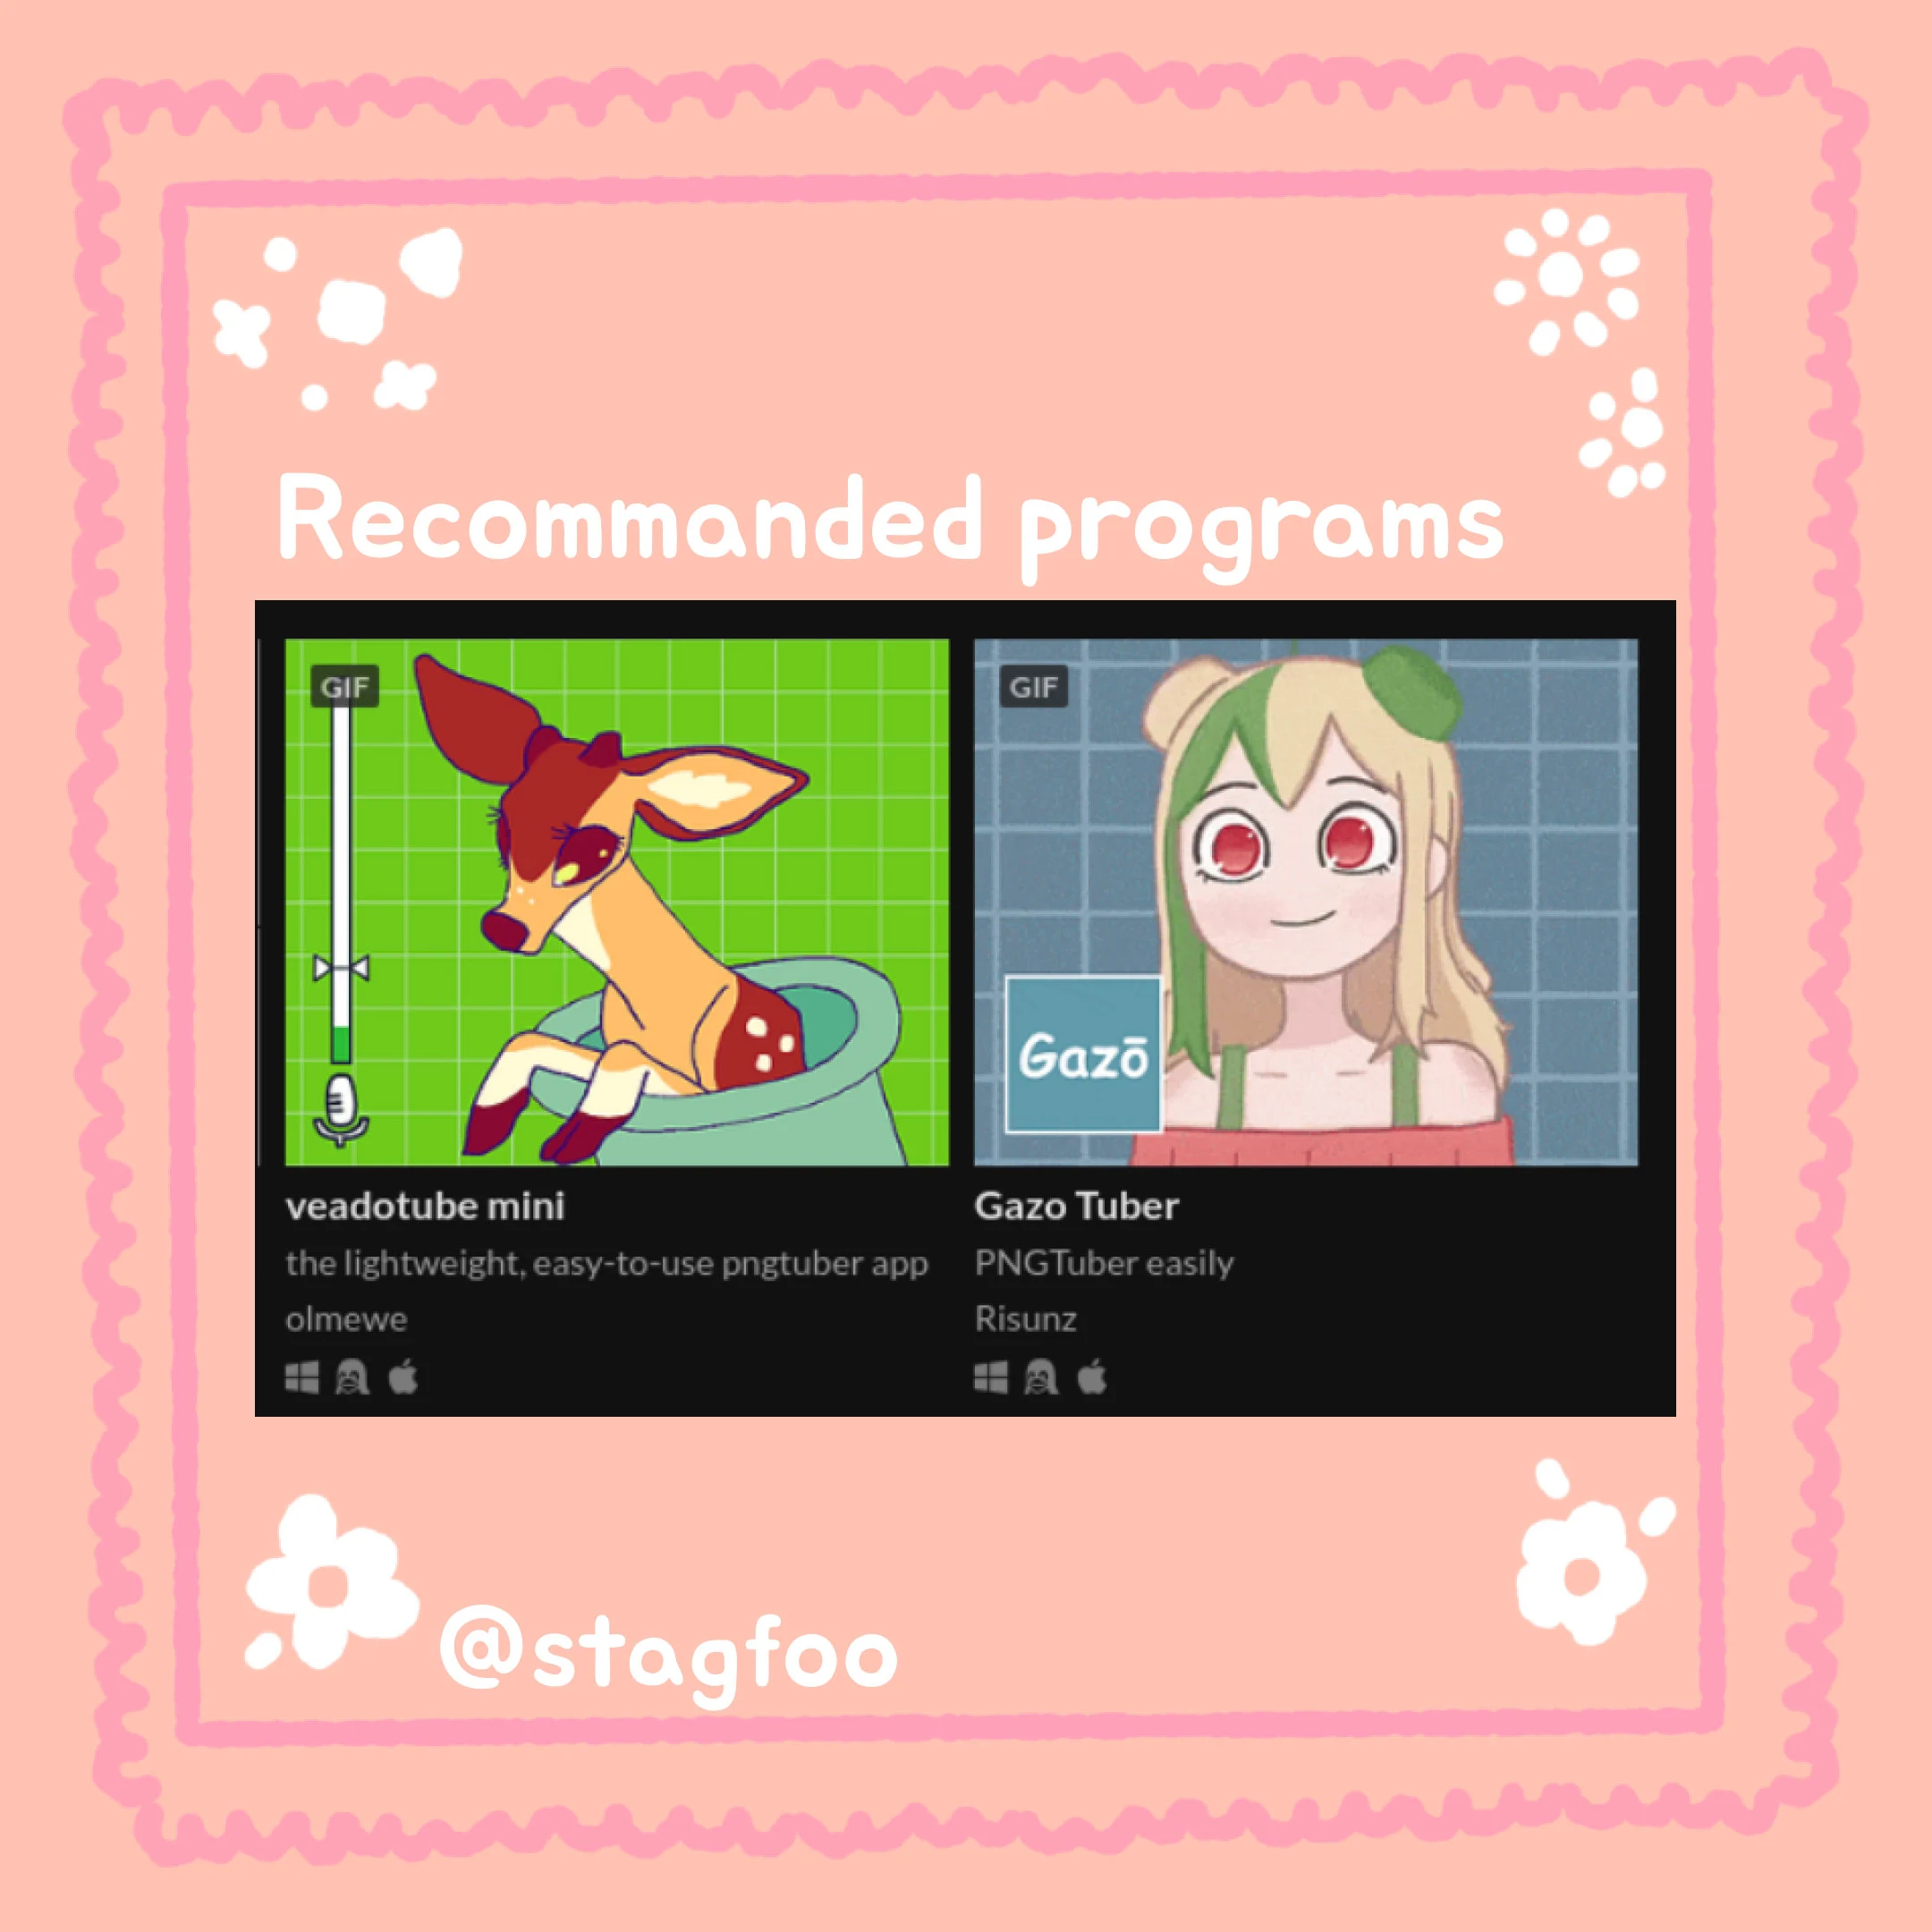 Recommanded programs
GIF
veadotube mini
the lightweight, easy-to-use pngtuber app
olmewe
GIF
Gazō
Gazo Tuber
PNGTuber easily
Risunz
@stagfoo